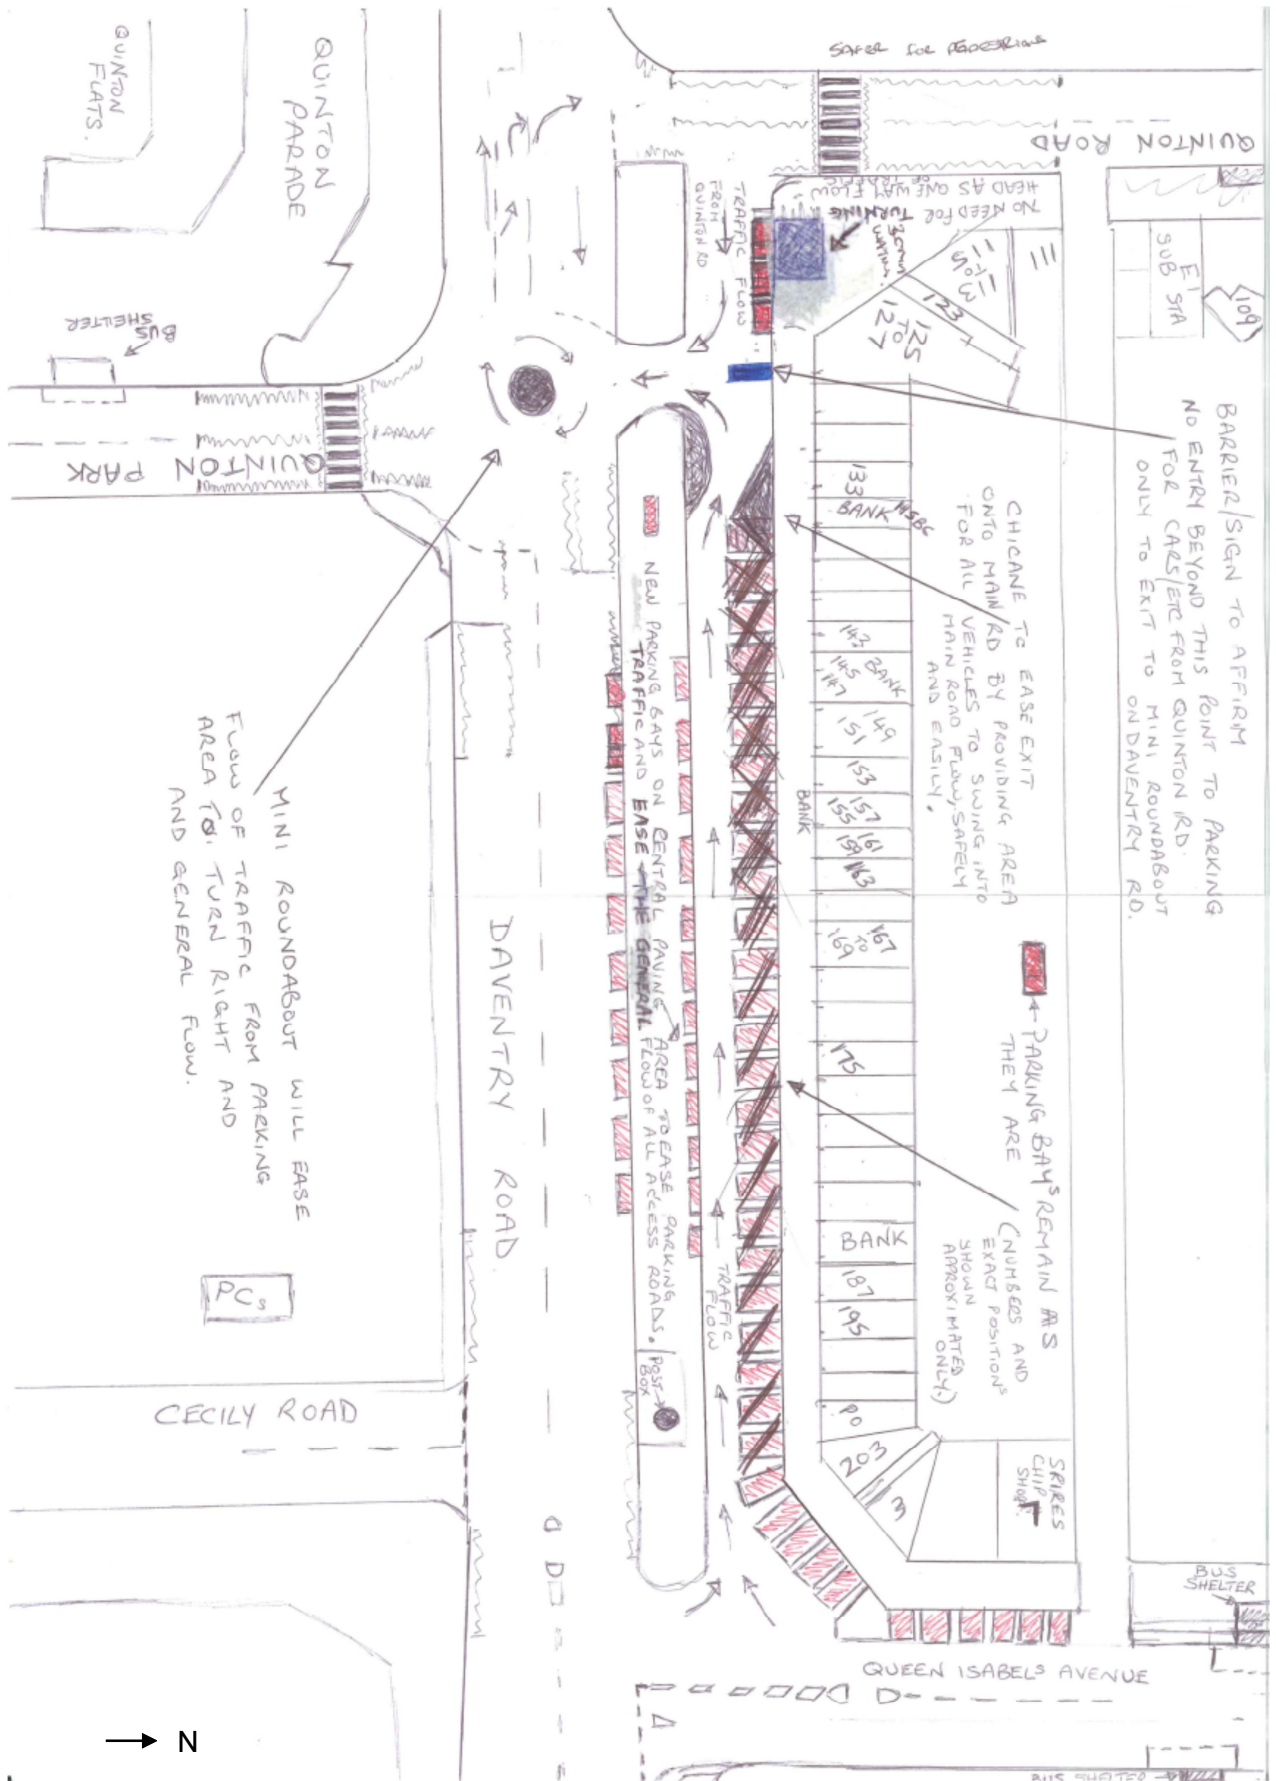 SAFER FOR PEDESTRIANS
QUINTON ROAD
QUINTON
FLATS.
QUINTON
PARADE
BUS
SHELTER
QUINTON PARK
TRAFFIC FLOW
FROM
QUINTON RD
NO NEED FOR TURNING
HEAD AS ONE WAY FLOW
OF TRAFFIC
111
11
TO
115
123
125
TO
127
El
SUB STA
109
BARRIER/SIGN TO AFFIRM
NO ENTRY BEYOND THIS POINT TO PARKING
FOR CARS/ETC FROM QUINTON RD.
ONLY TO EXIT TO MINI ROUNDABOUT
ON DAVENTRY RD.
CHICANE TO EASE EXIT
ONTO MAIN RD BY PROVIDING AREA
FOR ALL VEHICLES TO SWING INTO
MAIN ROAD FLOW, SAFELY
AND EASILY.
133
BANK HSBC
143
145 BANK
147
149
151
153
157
155
161
159 163
BANK
167
TO
169
175
BANK
187
195
PO
203
3
SPIRES
CHIP
SHOP
PARKING BAYS REMAIN AS
THEY ARE
(NUMBERS AND
EXACT POSITIONS
SHOWN
APPROXIMATED
ONLY.)
NEW PARKING BAYS ON CENTRAL PAVING AREA TO EASE PARKING
TRAFFIC AND EASE THE GENERAL FLOW OF ALL ACCESS ROADS.
POST
BOX
TRAFFIC
FLOW
MINI ROUNDABOUT WILL EASE
FLOW OF TRAFFIC FROM PARKING
AREA TO TURN RIGHT AND
AND GENERAL FLOW.
DAVENTRY ROAD
PCs
CECILY ROAD
BUS
SHELTER
QUEEN ISABELS AVENUE
BUS SHELTER
N